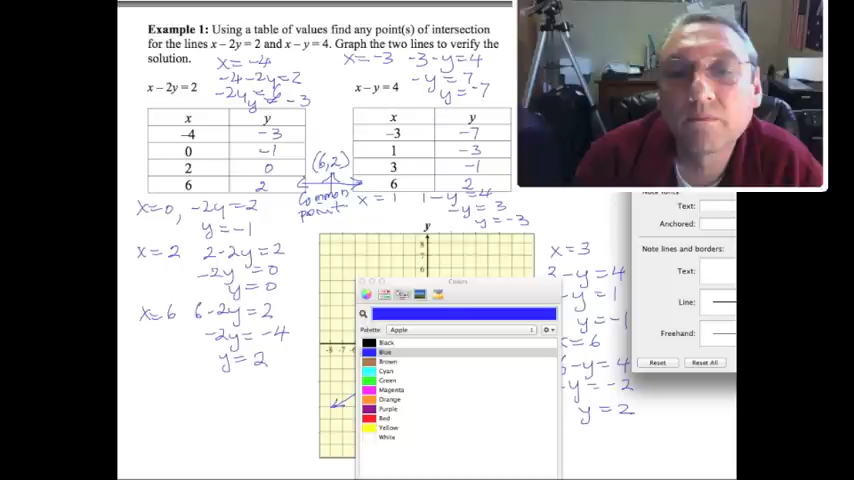 Example 1: Using a table of values find any point(s) of intersection
for the lines x – 2y = 2 and x – y = 4. Graph the two lines to verify the
solution.
x = -4
-4 - 2y = 2
-2y = 6
y = -3
x = -3 -3 - y = 4
-y = 7
y = -7
x – 2y = 2
x – y = 4
x y
–4 -3
0 -1
2 0
6 2
x y
–3 -7
1 -3
3 -1
6 2
(6,2)
Common
point
x = 0, -2y = 2
y = -1
x = 2 2 - 2y = 2
-2y = 0
y = 0
x = 6 6 - 2y = 2
-2y = -4
y = 2
x = 1 1 - y = 4
-y = 3
y = -3
x = 3
3 - y = 4
-y = 1
y = -1
x = 6
6 - y = 4
-y = -2
y = 2
y
8
7
6
-8 -7
Colors
Palette: Apple
Black
Blue
Brown
Cyan
Green
Magenta
Orange
Purple
Red
Yellow
White
Text:
Anchored:
Note lines and borders:
Text:
Line:
Freehand:
Reset Reset All